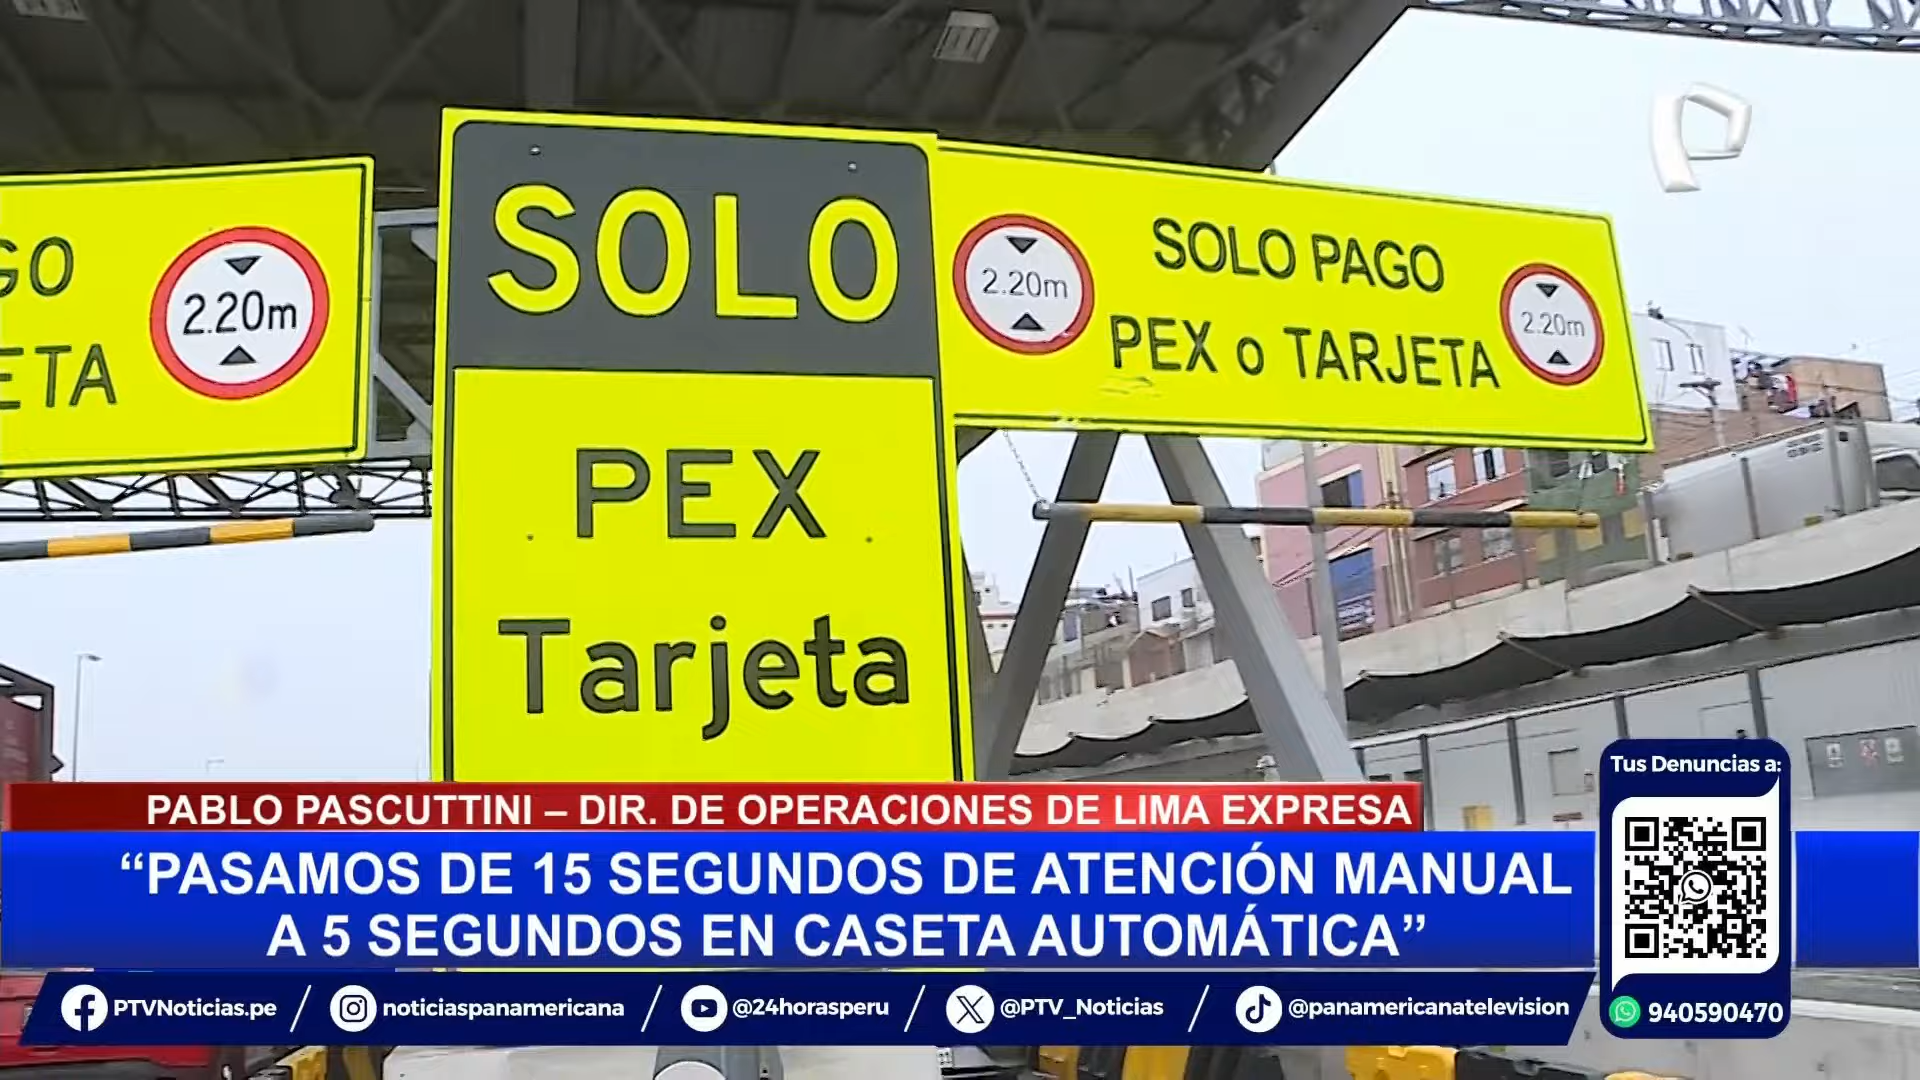 GO
ETA
2.20m
SOLO
PEX
Tarjeta
2.20m
SOLO PAGO
PEX o TARJETA
2.20m
Tus Denuncias a:
PABLO PASCUTTINI – DIR. DE OPERACIONES DE LIMA EXPRESA
“PASAMOS DE 15 SEGUNDOS DE ATENCIÓN MANUAL
A 5 SEGUNDOS EN CASETA AUTOMÁTICA”
PTVNoticias.pe / noticiaspanamericana / @24horasperu / @PTV_Noticias / @panamericanatelevision
940590470